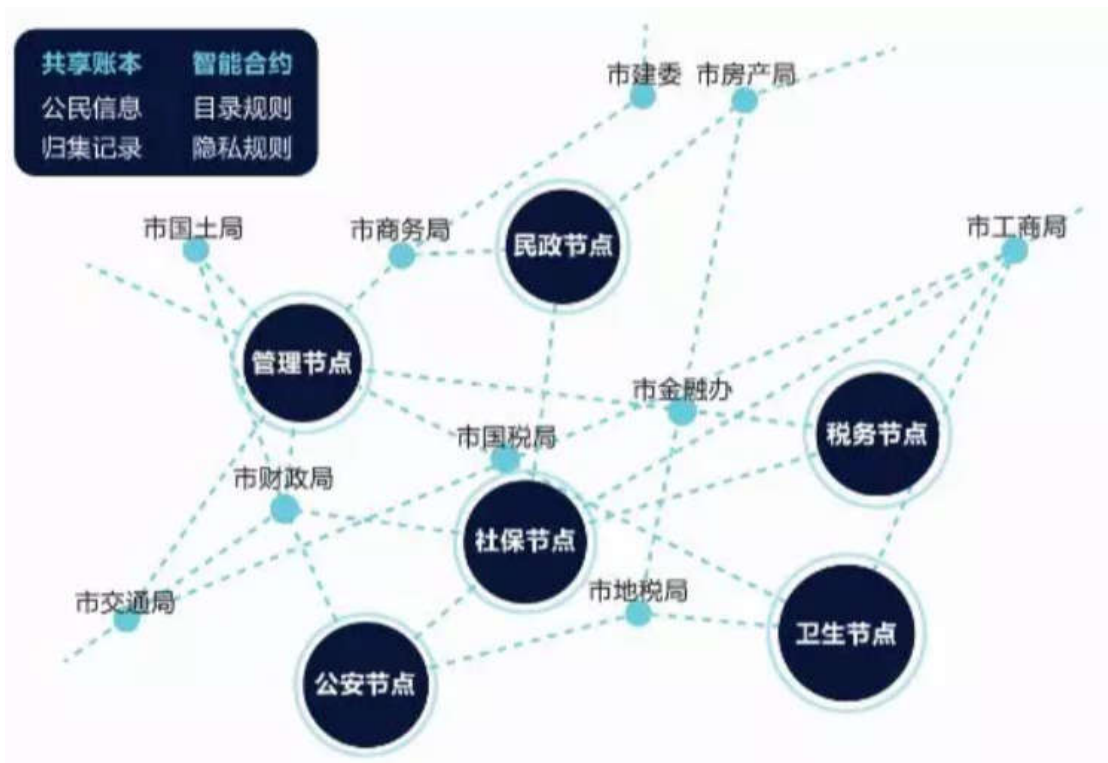 共享账本 智能合约
公民信息 目录规则
归集记录 隐私规则
市建委 市房产局
市国土局 市商务局 民政节点 市工商局
管理节点
市金融办
市国税局 税务节点
市财政局
社保节点
市交通局 市地税局
卫生节点
公安节点